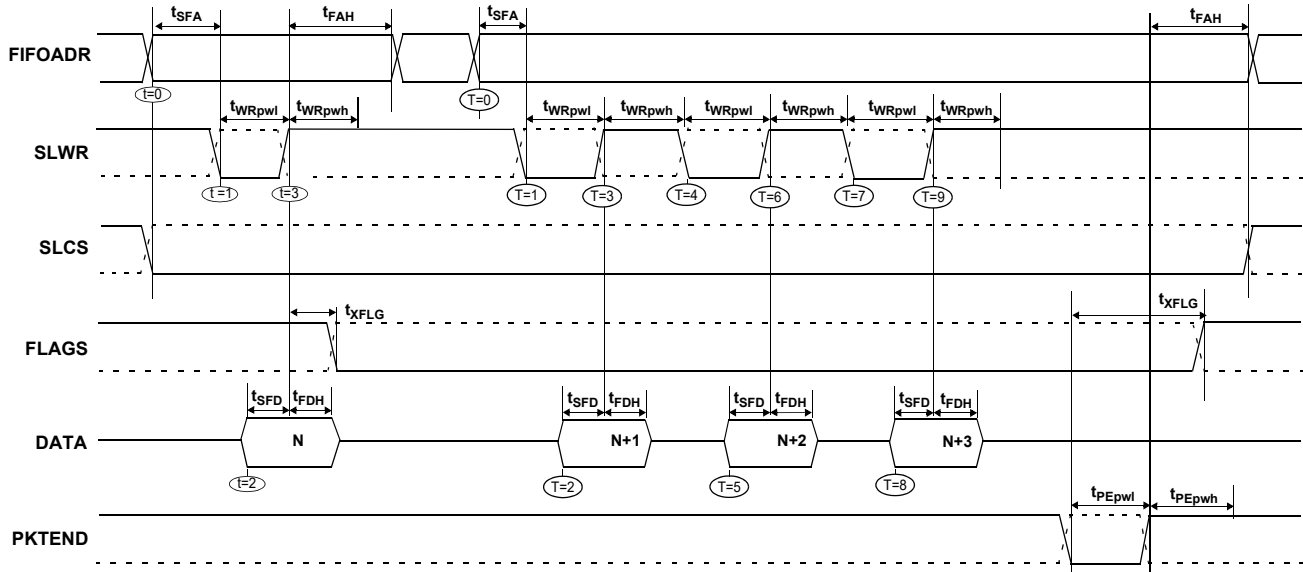 tSFA tFAH tSFA tFAH
FIFOADR
t=0 T=0
tWRpwl tWRpwh tWRpwl tWRpwh tWRpwl tWRpwh tWRpwl tWRpwh
SLWR
t=1 t=3 T=1 T=3 T=4 T=6 T=7 T=9
SLCS
tXFLG tXFLG
FLAGS
tSFD tFDH tSFD tFDH tSFD tFDH tSFD tFDH
DATA N N+1 N+2 N+3
t=2 T=2 T=5 T=8
tPEpwl tPEpwh
PKTEND